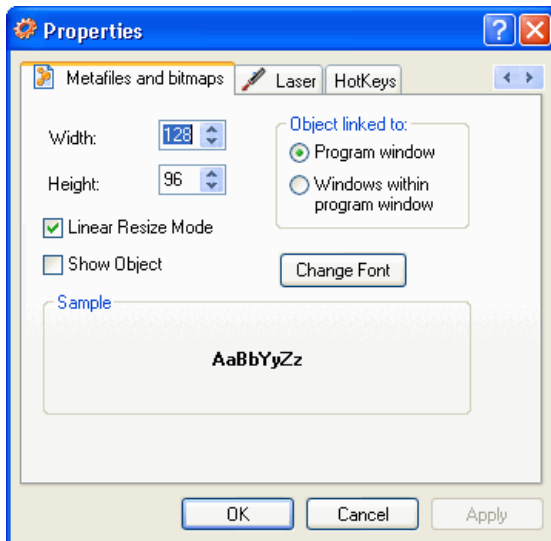 Properties
Metafiles and bitmaps
Laser
HotKeys
Width:
128
Height:
96
Object linked to:
Program window
Windows within
program window
Linear Resize Mode
Show Object
Change Font
Sample
AaBbYyZz
OK
Cancel
Apply